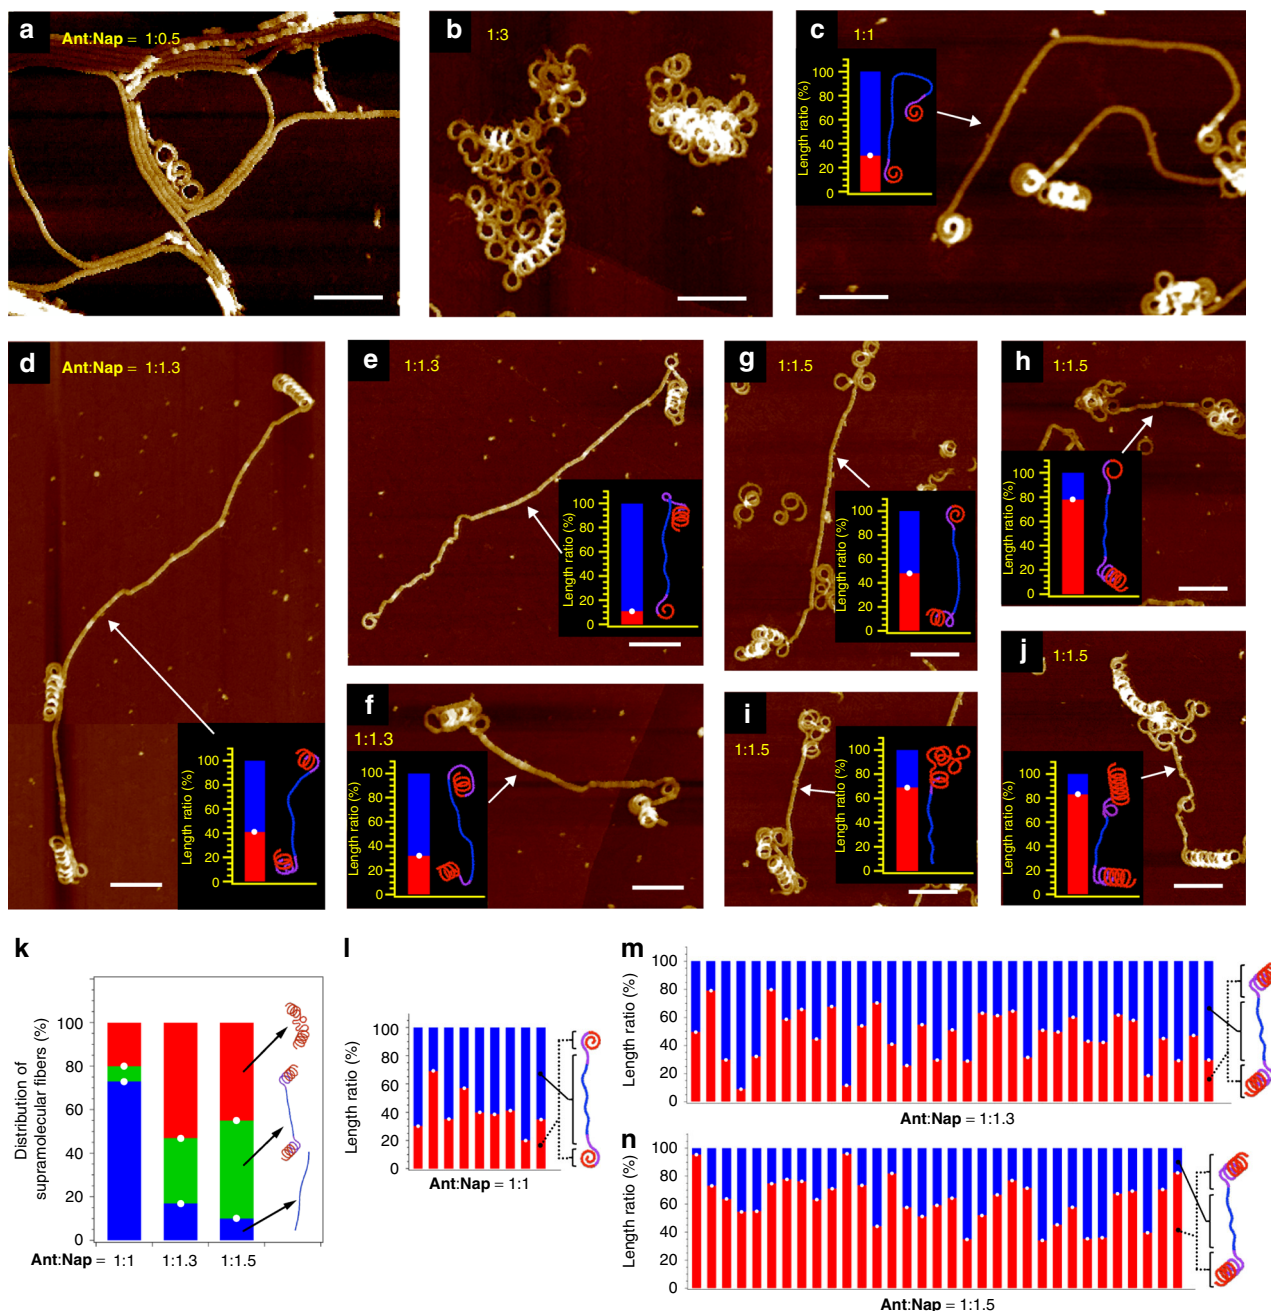 a Ant:Nap = 1:0.5
b 1:3
c 1:1
Length ratio (%)
100
80
60
40
20
0
d Ant:Nap = 1:1.3
Length ratio (%)
100
80
60
40
20
0
e 1:1.3
Length ratio (%)
100
80
60
40
20
0
f
1:1.3
Length ratio (%)
100
80
60
40
20
0
g
1:1.5
Length ratio (%)
100
80
60
40
20
0
h
1:1.5
Length ratio (%)
100
80
60
40
20
0
i
1:1.5
Length ratio (%)
100
80
60
40
20
0
j
1:1.5
Length ratio (%)
100
80
60
40
20
0
k
Distribution of
supramolecular fibers (%)
100
80
60
40
20
0
Ant:Nap = 1:1 1:1.3 1:1.5
l
Length ratio (%)
100
80
60
40
20
0
Ant:Nap = 1:1
m
Length ratio (%)
100
80
60
40
20
0
Ant:Nap = 1:1.3
n
Length ratio (%)
100
80
60
40
20
0
Ant:Nap = 1:1.5